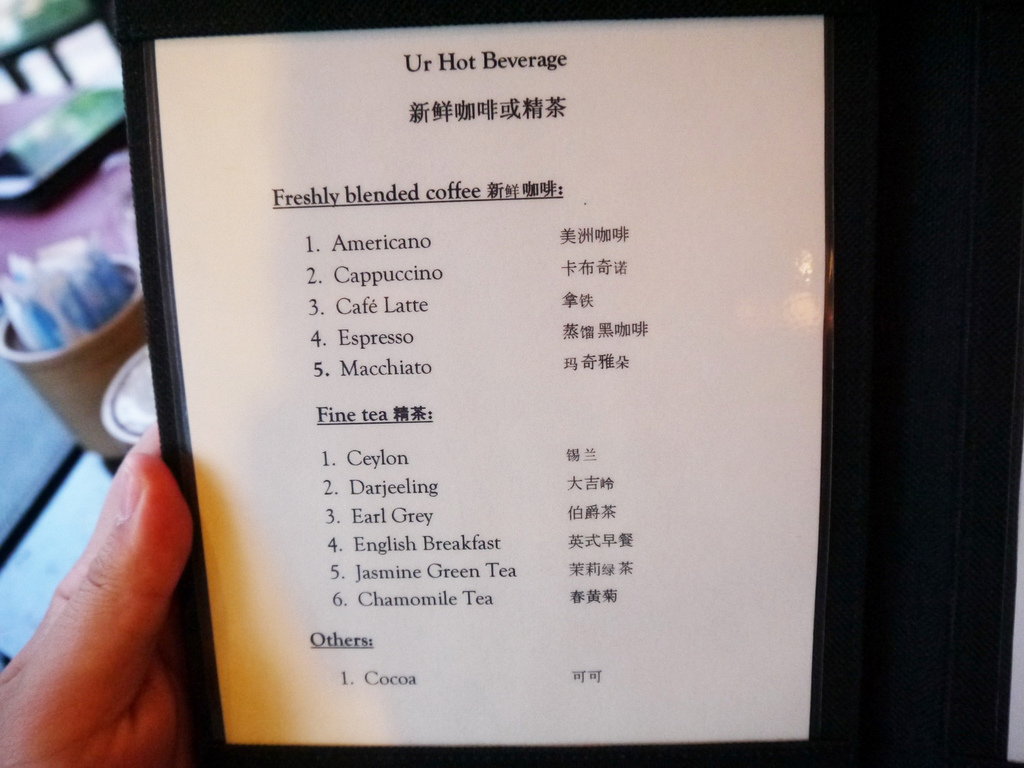 Ur Hot Beverage
新鲜咖啡或精茶
Freshly blended coffee 新鲜咖啡:
1. Americano 美洲咖啡
2. Cappuccino 卡布奇诺
3. Café Latte 拿铁
4. Espresso 蒸馏黑咖啡
5. Macchiato 玛奇雅朵
Fine tea 精茶:
1. Ceylon 锡兰
2. Darjeeling 大吉岭
3. Earl Grey 伯爵茶
4. English Breakfast 英式早餐
5. Jasmine Green Tea 茉莉绿茶
6. Chamomile Tea 春黄菊
Others:
1. Cocoa 可可